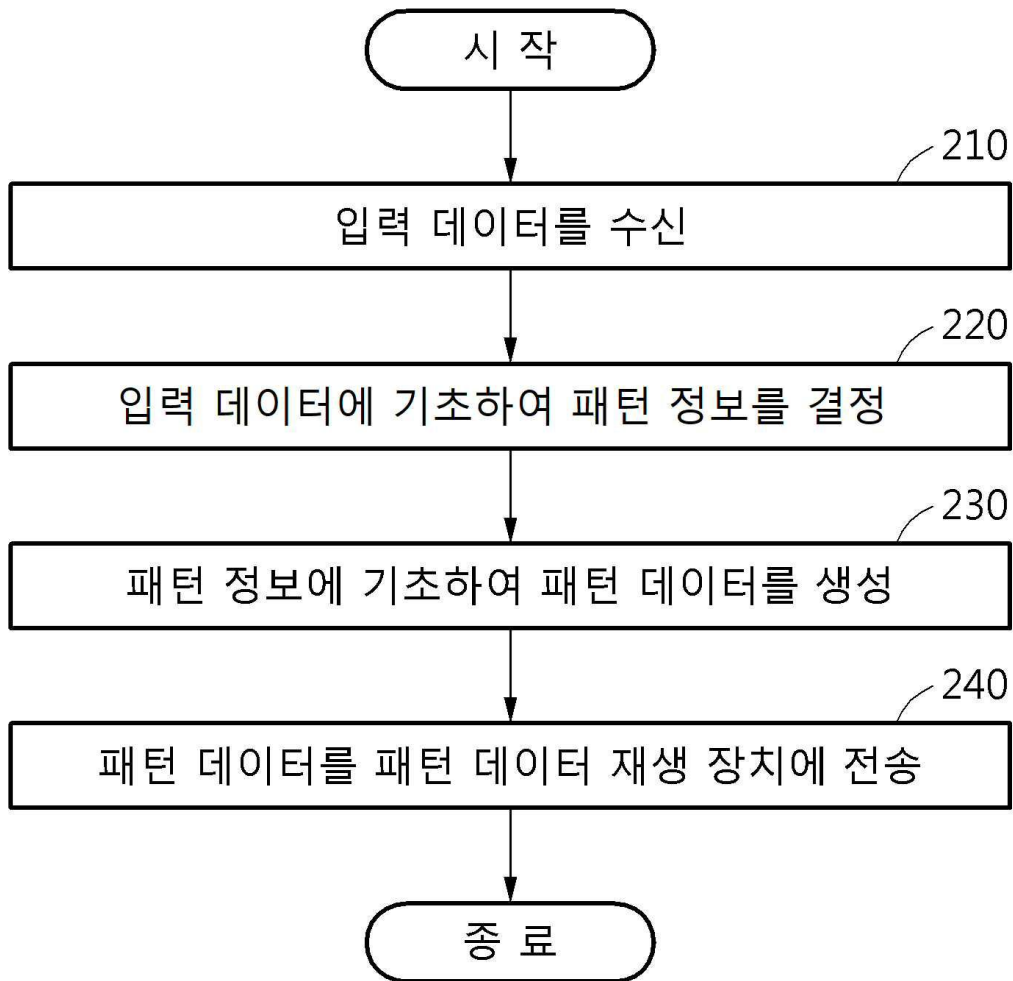 시 작
210
입력 데이터를 수신
220
입력 데이터에 기초하여 패턴 정보를 결정
230
패턴 정보에 기초하여 패턴 데이터를 생성
240
패턴 데이터를 패턴 데이터 재생 장치에 전송
종 료